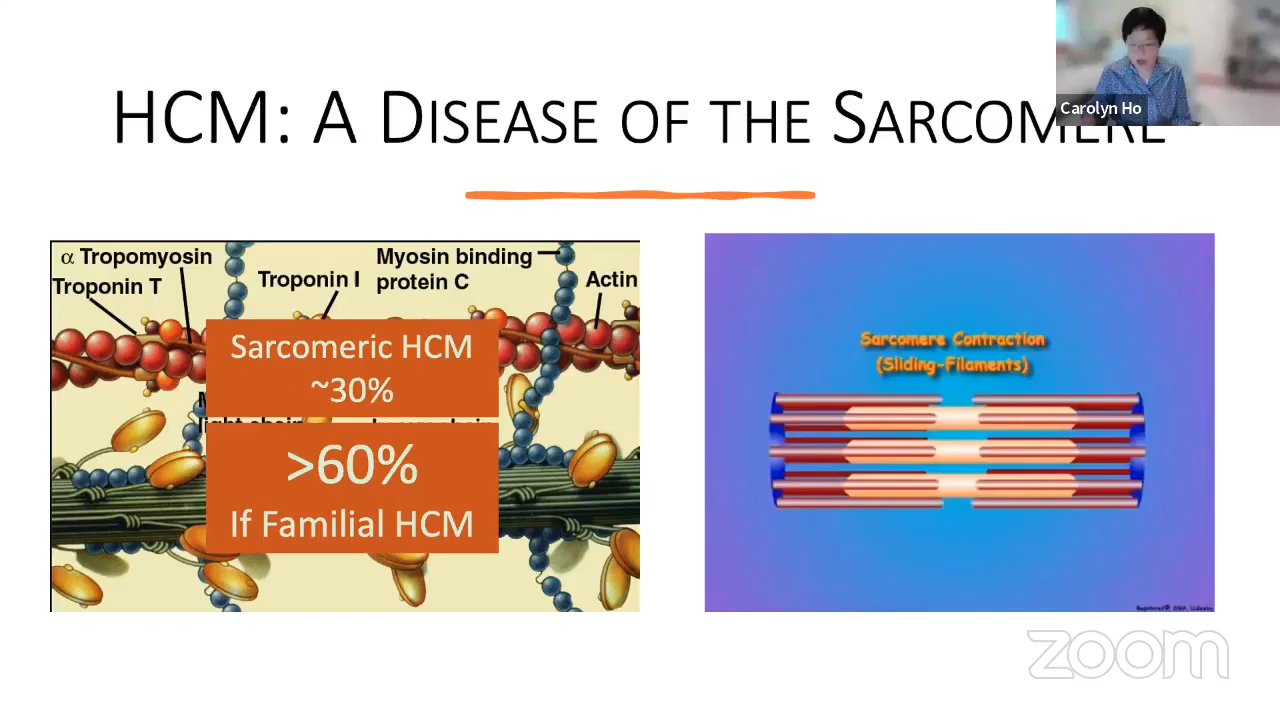 HCM: A DISEASE OF THE SARCOMERE
Carolyn Ho
α Tropomyosin
Troponin T
Troponin I
Myosin binding
protein C
Actin
Sarcomeric HCM
~30%
>60%
If Familial HCM
Sarcomere Contraction
(Sliding-Filaments)
zoom